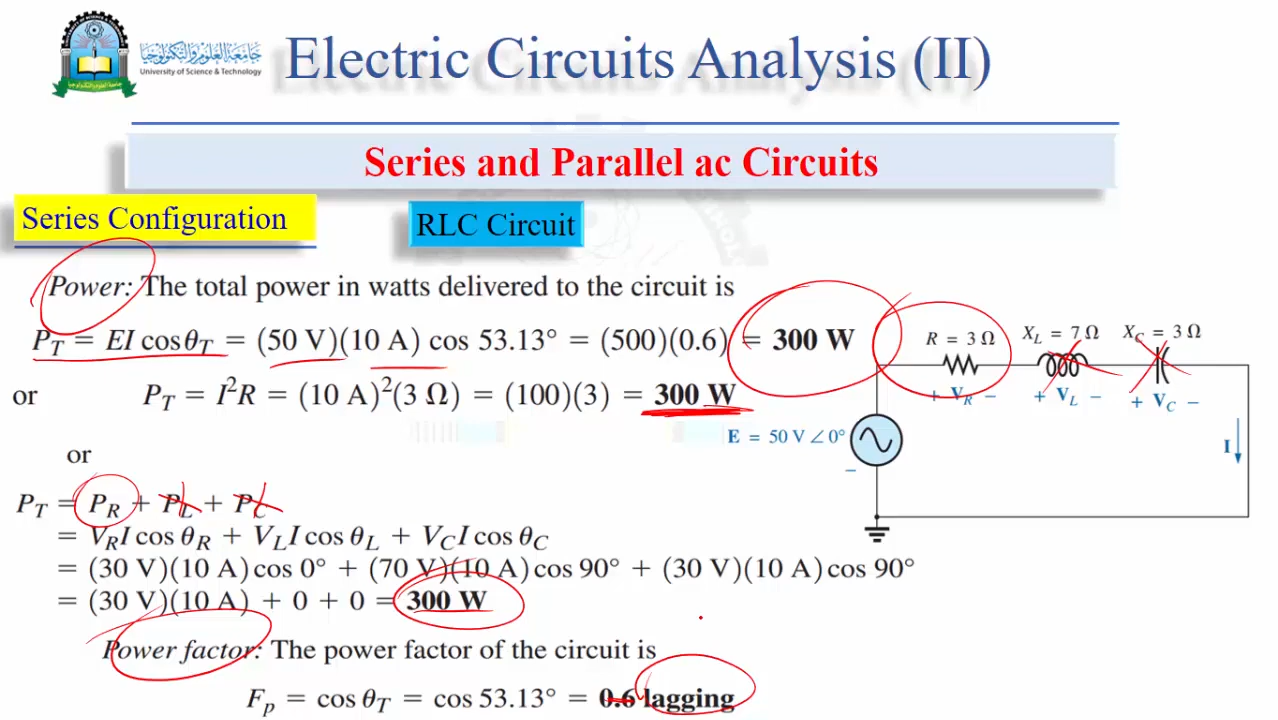 جامعة العلوم والتكنولوجيا
University of Science & Technology
Electric Circuits Analysis (II)
Series and Parallel ac Circuits
Series Configuration
RLC Circuit
Power: The total power in watts delivered to the circuit is
P_T = EI cos θ_T = (50 V)(10 A) cos 53.13° = (500)(0.6) = 300 W
or P_T = I²R = (10 A)²(3 Ω) = (100)(3) = 300 W
or
P_T = P_R + P_L + P_C
= V_R I cos θ_R + V_L I cos θ_L + V_C I cos θ_C
= (30 V)(10 A) cos 0° + (70 V)(10 A) cos 90° + (30 V)(10 A) cos 90°
= (30 V)(10 A) + 0 + 0 = 300 W
Power factor: The power factor of the circuit is
F_p = cos θ_T = cos 53.13° = 0.6 lagging
R = 3 Ω X_L = 7 Ω X_C = 3 Ω
+ V_R − + V_L − + V_C −
E = 50 V ∠ 0°
−
I